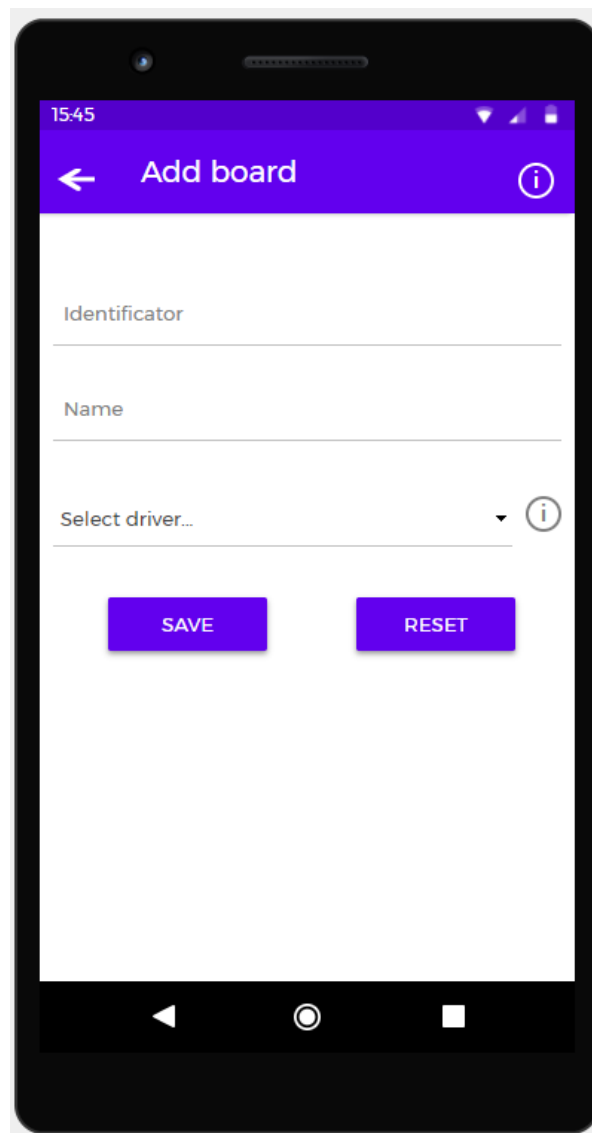 15:45
Add board
Identificator
Name
Select driver...
SAVE
RESET